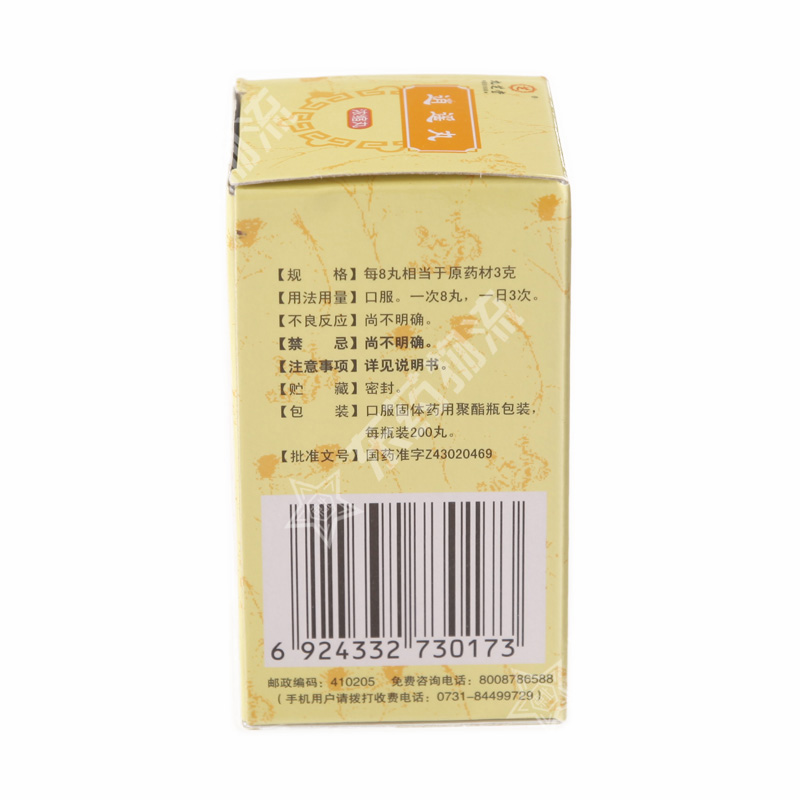 逍遥丸
浓缩丸
【规 格】每8丸相当于原药材3克
【用法用量】口服。一次8丸，一日3次。
【不良反应】尚不明确。
【禁 忌】尚不明确。
【注意事项】详见说明书。
【贮 藏】密封。
【包 装】口服固体药用聚酯瓶包装，
每瓶装200丸。
【批准文号】国药准字Z43020469
6 924332 730173
邮政编码：410205 免费咨询电话：8008786588
（手机用户请拨打收费电话：0731-84499729）